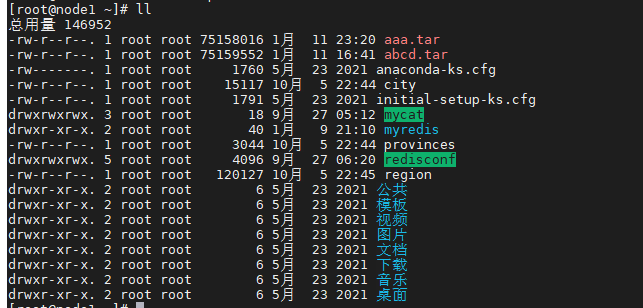 [root@node1 ~]# ll
总用量 146952
-rw-r--r--. 1 root root 75158016 1月  11 23:20 aaa.tar
-rw-r--r--. 1 root root 75159552 1月  11 16:41 abcd.tar
-rw-------. 1 root root     1760 5月  23 2021 anaconda-ks.cfg
-rw-r--r--. 1 root root    15117 10月  5 22:44 city
-rw-r--r--. 1 root root     1791 5月  23 2021 initial-setup-ks.cfg
drwxrwxrwx. 3 root root       18 9月  27 05:12 mycat
drwxr-xr-x. 2 root root       40 1月   9 21:10 myredis
-rw-r--r--. 1 root root     3044 10月  5 22:44 provinces
drwxrwxrwx. 5 root root     4096 9月  27 06:20 redisconf
-rw-r--r--. 1 root root   120127 10月  5 22:45 region
drwxr-xr-x. 2 root root        6 5月  23 2021 公共
drwxr-xr-x. 2 root root        6 5月  23 2021 模板
drwxr-xr-x. 2 root root        6 5月  23 2021 视频
drwxr-xr-x. 2 root root        6 5月  23 2021 图片
drwxr-xr-x. 2 root root        6 5月  23 2021 文档
drwxr-xr-x. 2 root root        6 5月  23 2021 下载
drwxr-xr-x. 2 root root        6 5月  23 2021 音乐
drwxr-xr-x. 2 root root        6 5月  23 2021 桌面
[root@node1 ~]#